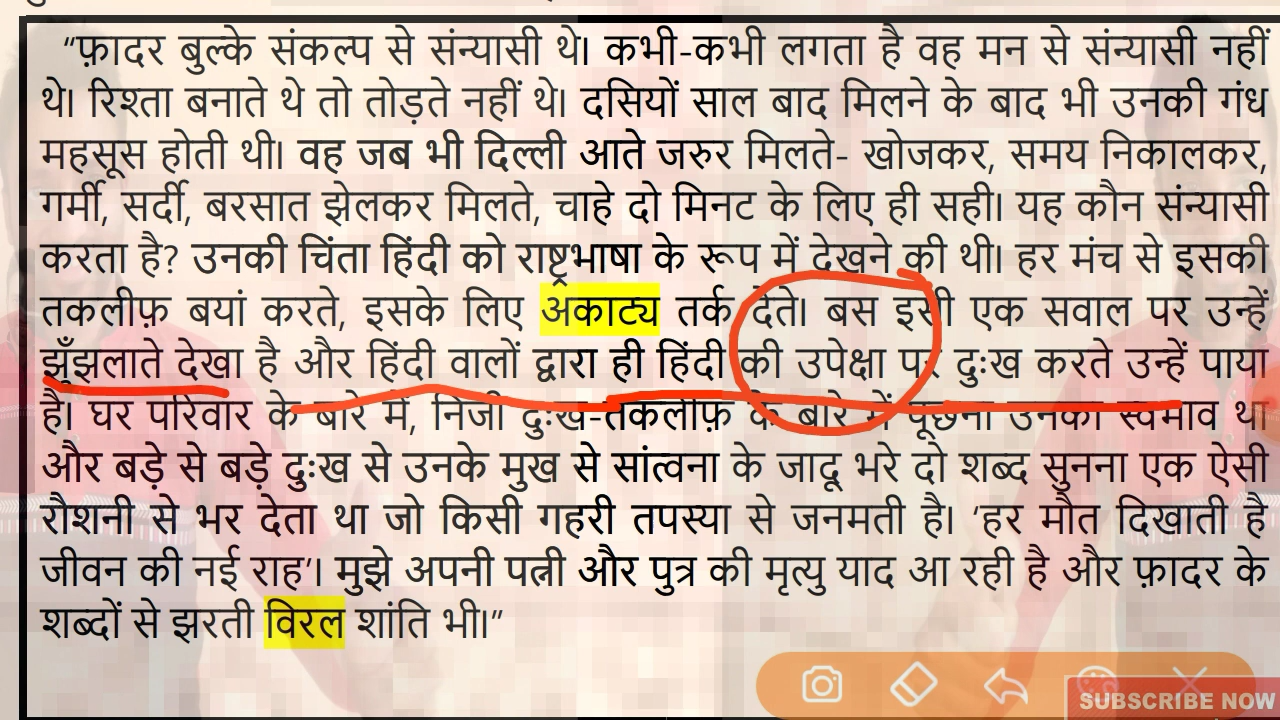 “फ़ादर बुल्के संकल्प से संन्यासी थे। कभी-कभी लगता है वह मन से संन्यासी नहीं
थे। रिश्ता बनाते थे तो तोड़ते नहीं थे। दसियों साल बाद मिलने के बाद भी उनकी गंध
महसूस होती थी। वह जब भी दिल्ली आते जरुर मिलते- खोजकर, समय निकालकर,
गर्मी, सर्दी, बरसात झेलकर मिलते, चाहे दो मिनट के लिए ही सही। यह कौन संन्यासी
करता है? उनकी चिंता हिंदी को राष्ट्रभाषा के रूप में देखने की थी। हर मंच से इसकी
तकलीफ़ बयां करते, इसके लिए अकाट्य तर्क देते। बस इसी एक सवाल पर उन्हें
झुँझलाते देखा है और हिंदी वालों द्वारा ही हिंदी की उपेक्षा पर दुःख करते उन्हें पाया
है। घर परिवार के बारे में, निजी दुःख-तकलीफ़ के बारे में पूछना उनका स्वभाव था
और बड़े से बड़े दुःख से उनके मुख से सांत्वना के जादू भरे दो शब्द सुनना एक ऐसी
रौशनी से भर देता था जो किसी गहरी तपस्या से जनमती है। ‘हर मौत दिखाती है
जीवन की नई राह’। मुझे अपनी पत्नी और पुत्र की मृत्यु याद आ रही है और फ़ादर के
शब्दों से झरती विरल शांति भी।”
SUBSCRIBE NOW